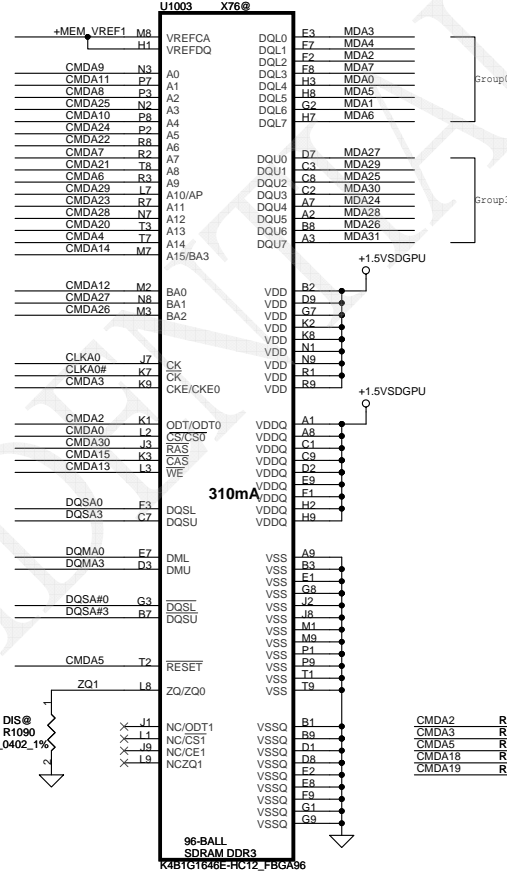 U1003 X76@
+MEM_VREF1 M8 VREFCA DQL0 E3 MDA3
H1 VREFDQ DQL1 F7 MDA4
DQL2 F2 MDA2
CMDA9 N3 A0 DQL3 F8 MDA7
CMDA11 P7 A1 DQL4 H3 MDA0
CMDA8 P3 A2 DQL5 H8 MDA5
CMDA25 N2 A3 DQL6 G2 MDA1
CMDA10 P8 A4 DQL7 H7 MDA6
Group0
CMDA24 P2 A5
CMDA22 R8 A6
CMDA7 R2 A7 DQU0 D7 MDA27
CMDA21 T8 A8 DQU1 C3 MDA29
CMDA6 R3 A9 DQU2 C8 MDA25
CMDA29 L7 A10/AP DQU3 C2 MDA30
CMDA23 R7 A11 DQU4 A7 MDA24
CMDA28 N7 A12 DQU5 A2 MDA28
CMDA20 T3 A13 DQU6 B8 MDA26
CMDA4 T7 A14 DQU7 A3 MDA31
CMDA14 M7 A15/BA3
Group3
+1.5VSDGPU
CMDA12 M2 BA0 VDD B2
CMDA27 N8 BA1 VDD D9
CMDA26 M3 BA2 VDD G7
VDD K2
VDD K8
VDD N1
CLKA0 J7 CK VDD N9
CLKA0# K7 CK VDD R1
CMDA3 K9 CKE/CKE0 VDD R9
+1.5VSDGPU
CMDA2 K1 ODT/ODT0 VDDQ A1
CMDA0 L2 CS/CS0 VDDQ A8
CMDA30 J3 RAS VDDQ C1
CMDA15 K3 CAS VDDQ C9
CMDA13 L3 WE VDDQ D2
VDDQ E9
310mA VDDQ F1
DQSA0 F3 DQSL VDDQ H2
DQSA3 C7 DQSU VDDQ H9
DQMA0 E7 DML VSS A9
DQMA3 D3 DMU VSS B3
VSS E1
VSS G8
DQSA#0 G3 DQSL VSS J2
DQSA#3 B7 DQSU VSS J8
VSS M1
VSS M9
VSS P1
CMDA5 T2 RESET VSS P9
VSS T1
ZQ1 L8 ZQ/ZQ0 VSS T9
1
DIS@
R1090
_0402_1%
2
J1 NC/ODT1 VSSQ B1
L1 NC/CS1 VSSQ B9
J9 NC/CE1 VSSQ D1
L9 NCZQ1 VSSQ D8
VSSQ E2
VSSQ E8
VSSQ F9
VSSQ G1
VSSQ G9
CMDA2 R
CMDA3 R
CMDA5 R
CMDA18 R
CMDA19 R
96-BALL
SDRAM DDR3
K4B1G1646E-HC12_FBGA96